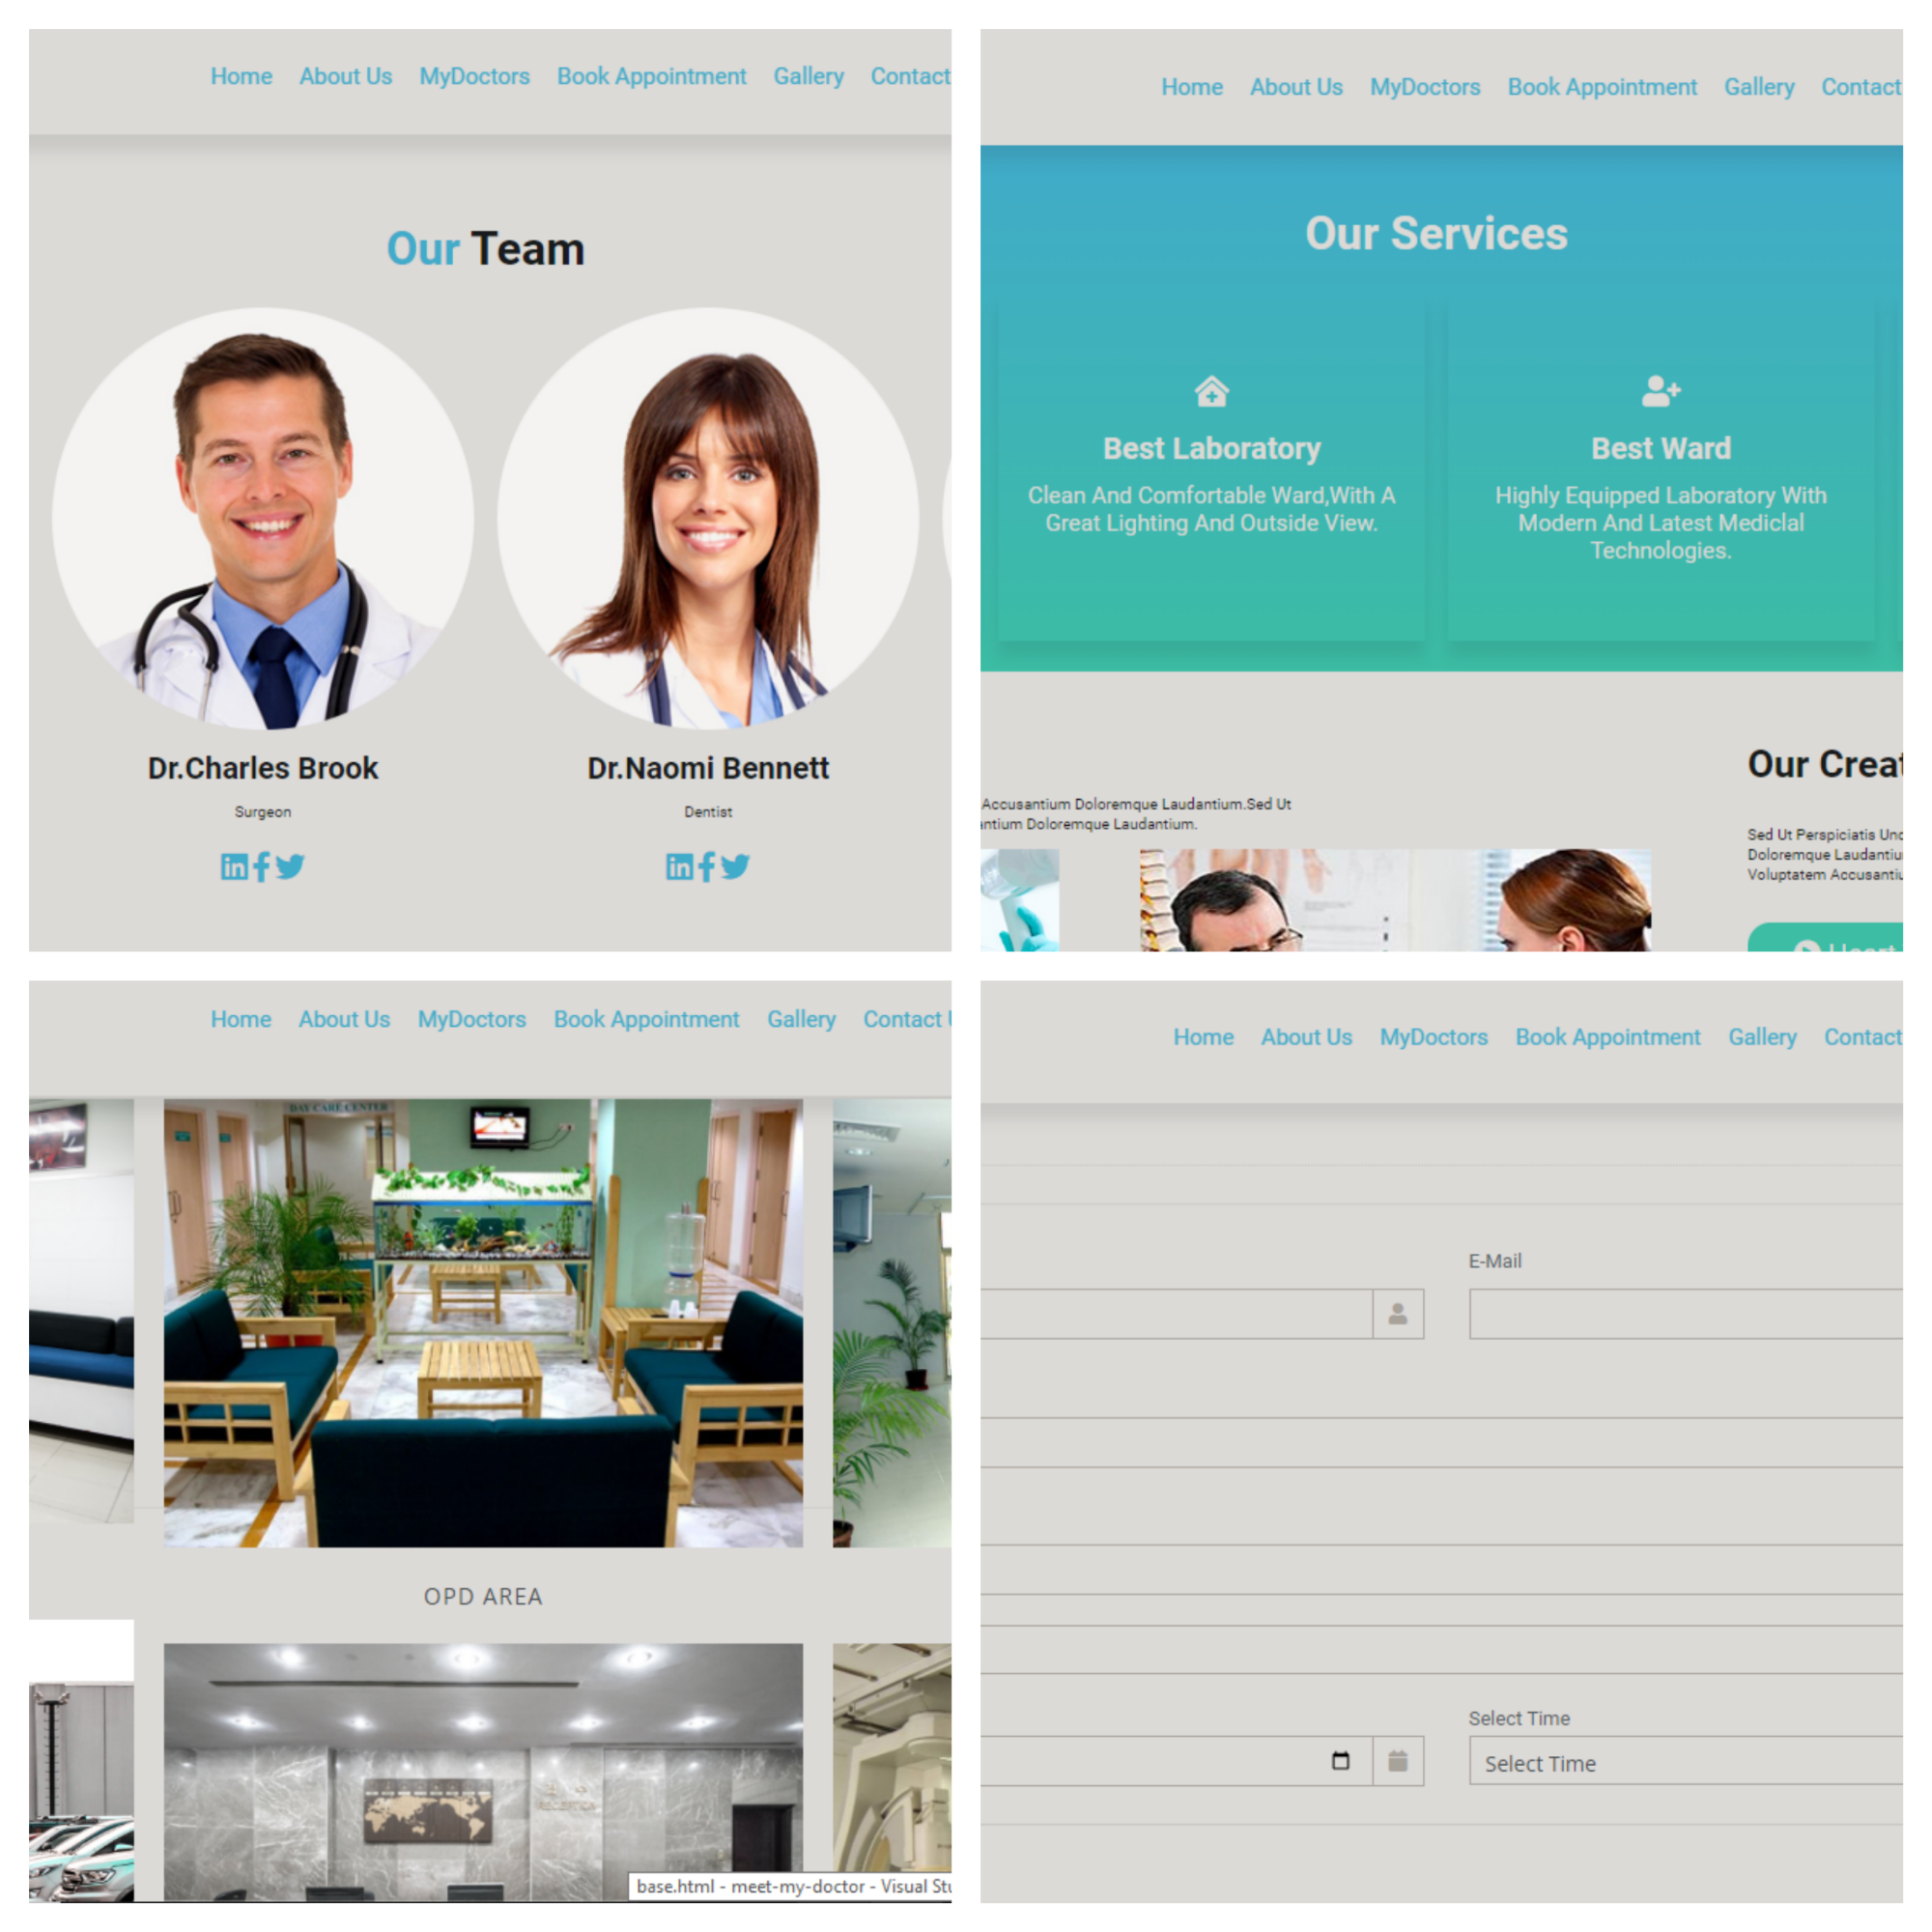 Home About Us MyDoctors Book Appointment Gallery Contact
Our Team
Dr.Charles Brook
Surgeon
Dr.Naomi Bennett
Dentist
Home About Us MyDoctors Book Appointment Gallery Contact
Our Services
Best Laboratory
Clean And Comfortable Ward,With A
Great Lighting And Outside View.
Best Ward
Highly Equipped Laboratory With
Modern And Latest Mediclal
Technologies.
Accusantium Doloremque Laudantium.Sed Ut
antium Doloremque Laudantium.
Our Creat
Sed Ut Perspiciatis Und
Doloremque Laudantiu
Voluptatem Accusantiu
Home About Us MyDoctors Book Appointment Gallery Contact
DAY CARE CENTER
OPD AREA
RECEPTION
base.html - meet-my-doctor - Visual Stu
Home About Us MyDoctors Book Appointment Gallery Contact
E-Mail
Select Time
Select Time